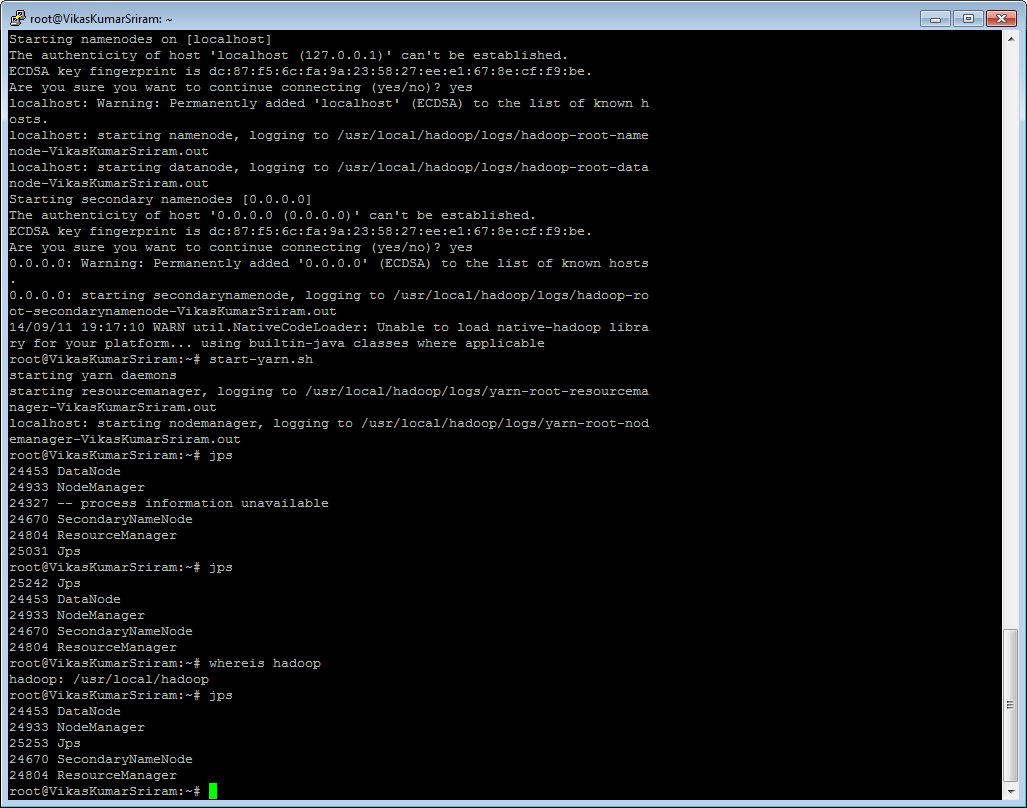 root@VikasKumarSriram: ~
Starting namenodes on [localhost]
The authenticity of host 'localhost (127.0.0.1)' can't be established.
ECDSA key fingerprint is dc:87:f5:6c:fa:9a:23:58:27:ee:e1:67:8e:cf:f9:be.
Are you sure you want to continue connecting (yes/no)? yes
localhost: Warning: Permanently added 'localhost' (ECDSA) to the list of known h
osts.
localhost: starting namenode, logging to /usr/local/hadoop/logs/hadoop-root-name
node-VikasKumarSriram.out
localhost: starting datanode, logging to /usr/local/hadoop/logs/hadoop-root-data
node-VikasKumarSriram.out
Starting secondary namenodes [0.0.0.0]
The authenticity of host '0.0.0.0 (0.0.0.0)' can't be established.
ECDSA key fingerprint is dc:87:f5:6c:fa:9a:23:58:27:ee:e1:67:8e:cf:f9:be.
Are you sure you want to continue connecting (yes/no)? yes
0.0.0.0: Warning: Permanently added '0.0.0.0' (ECDSA) to the list of known hosts
.
0.0.0.0: starting secondarynamenode, logging to /usr/local/hadoop/logs/hadoop-ro
ot-secondarynamenode-VikasKumarSriram.out
14/09/11 19:17:10 WARN util.NativeCodeLoader: Unable to load native-hadoop libra
ry for your platform... using builtin-java classes where applicable
root@VikasKumarSriram:~# start-yarn.sh
starting yarn daemons
starting resourcemanager, logging to /usr/local/hadoop/logs/yarn-root-resourcema
nager-VikasKumarSriram.out
localhost: starting nodemanager, logging to /usr/local/hadoop/logs/yarn-root-nod
emanager-VikasKumarSriram.out
root@VikasKumarSriram:~# jps
24453 DataNode
24933 NodeManager
24327 -- process information unavailable
24670 SecondaryNameNode
24804 ResourceManager
25031 Jps
root@VikasKumarSriram:~# jps
25242 Jps
24453 DataNode
24933 NodeManager
24670 SecondaryNameNode
24804 ResourceManager
root@VikasKumarSriram:~# whereis hadoop
hadoop: /usr/local/hadoop
root@VikasKumarSriram:~# jps
24453 DataNode
24933 NodeManager
25253 Jps
24670 SecondaryNameNode
24804 ResourceManager
root@VikasKumarSriram:~#